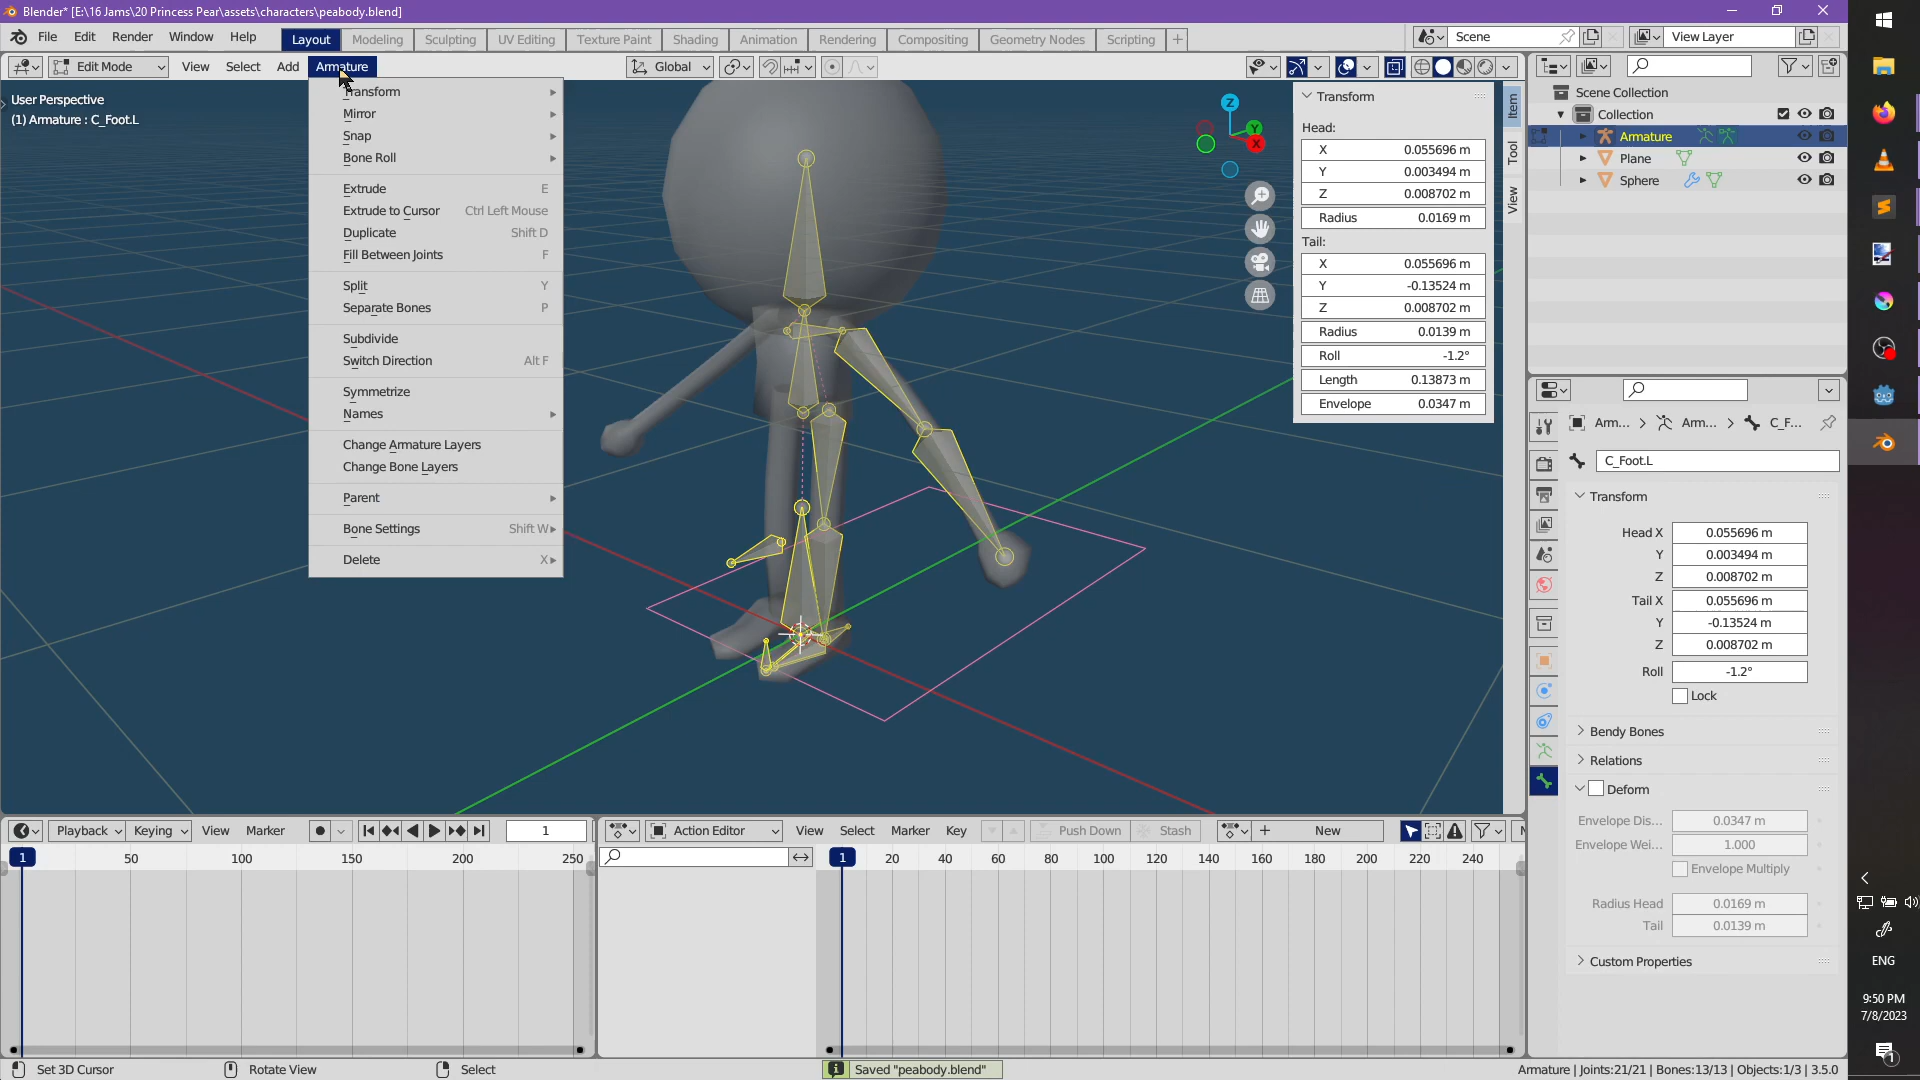 Blender* [E:\16 Jams\20 Princess Pear\assets\characters\peabody.blend]
File Edit Render Window Help Layout Modeling Sculpting UV Editing Texture Paint Shading Animation Rendering Compositing Geometry Nodes Scripting + Scene View Layer
Edit Mode View Select Add Armature Global
User Perspective
(1) Armature : C_Foot.L
Transform
Mirror
Snap
Bone Roll
Extrude E
Extrude to Cursor Ctrl Left Mouse
Duplicate Shift D
Fill Between Joints F
Split Y
Separate Bones P
Subdivide
Switch Direction Alt F
Symmetrize
Names
Change Armature Layers
Change Bone Layers
Parent
Bone Settings Shift W
Delete X
Z
Y
X
Transform
Head:
X 0.055696 m
Y 0.003494 m
Z 0.008702 m
Radius 0.0169 m
Tail:
X 0.055696 m
Y -0.13524 m
Z 0.008702 m
Radius 0.0139 m
Roll -1.2°
Length 0.13873 m
Envelope 0.0347 m
Item
Tool
View
Scene Collection
Collection
Armature
Plane
Sphere
Arm... > Arm... > C_F...
C_Foot.L
Transform
Head X 0.055696 m
Y 0.003494 m
Z 0.008702 m
Tail X 0.055696 m
Y -0.13524 m
Z 0.008702 m
Roll -1.2°
Lock
Bendy Bones
Relations
Deform
Envelope Dis... 0.0347 m
Envelope Wei... 1.000
Envelope Multiply
Radius Head 0.0169 m
Tail 0.0139 m
Custom Properties
Playback Keying View Marker 1
1 50 100 150 200 250
Action Editor View Select Marker Key Push Down Stash + New
1 20 40 60 80 100 120 140 160 180 200 220 240
Set 3D Cursor Rotate View Select Saved "peabody.blend" Armature | Joints:21/21 | Bones:13/13 | Objects:1/3 | 3.5.0
ENG
9:50 PM
7/8/2023
1